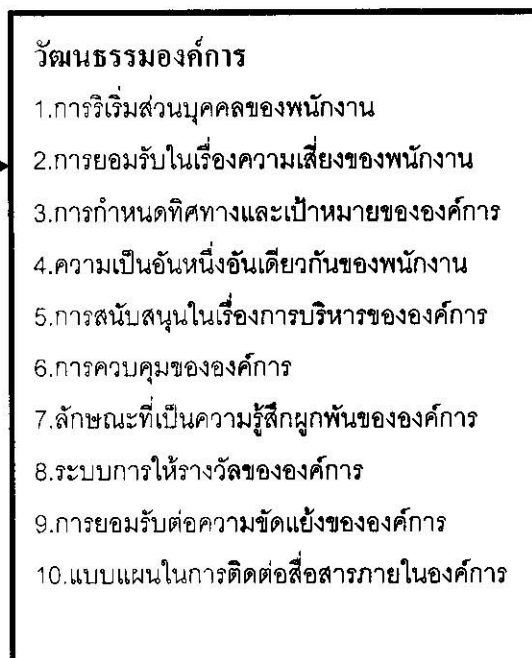 วัฒนธรรมองค์การ
1.การริเริ่มส่วนบุคคลของพนักงาน
2.การยอมรับในเรื่องความเสี่ยงของพนักงาน
3.การกำหนดทิศทางและเป้าหมายขององค์การ
4.ความเป็นอันหนึ่งอันเดียวกันของพนักงาน
5.การสนับสนุนในเรื่องการบริหารขององค์การ
6.การควบคุมขององค์การ
7.ลักษณะที่เป็นความรู้สึกผูกพันขององค์การ
8.ระบบการให้รางวัลขององค์การ
9.การยอมรับต่อความขัดแย้งขององค์การ
10.แบบแผนในการติดต่อสื่อสารภายในองค์การ